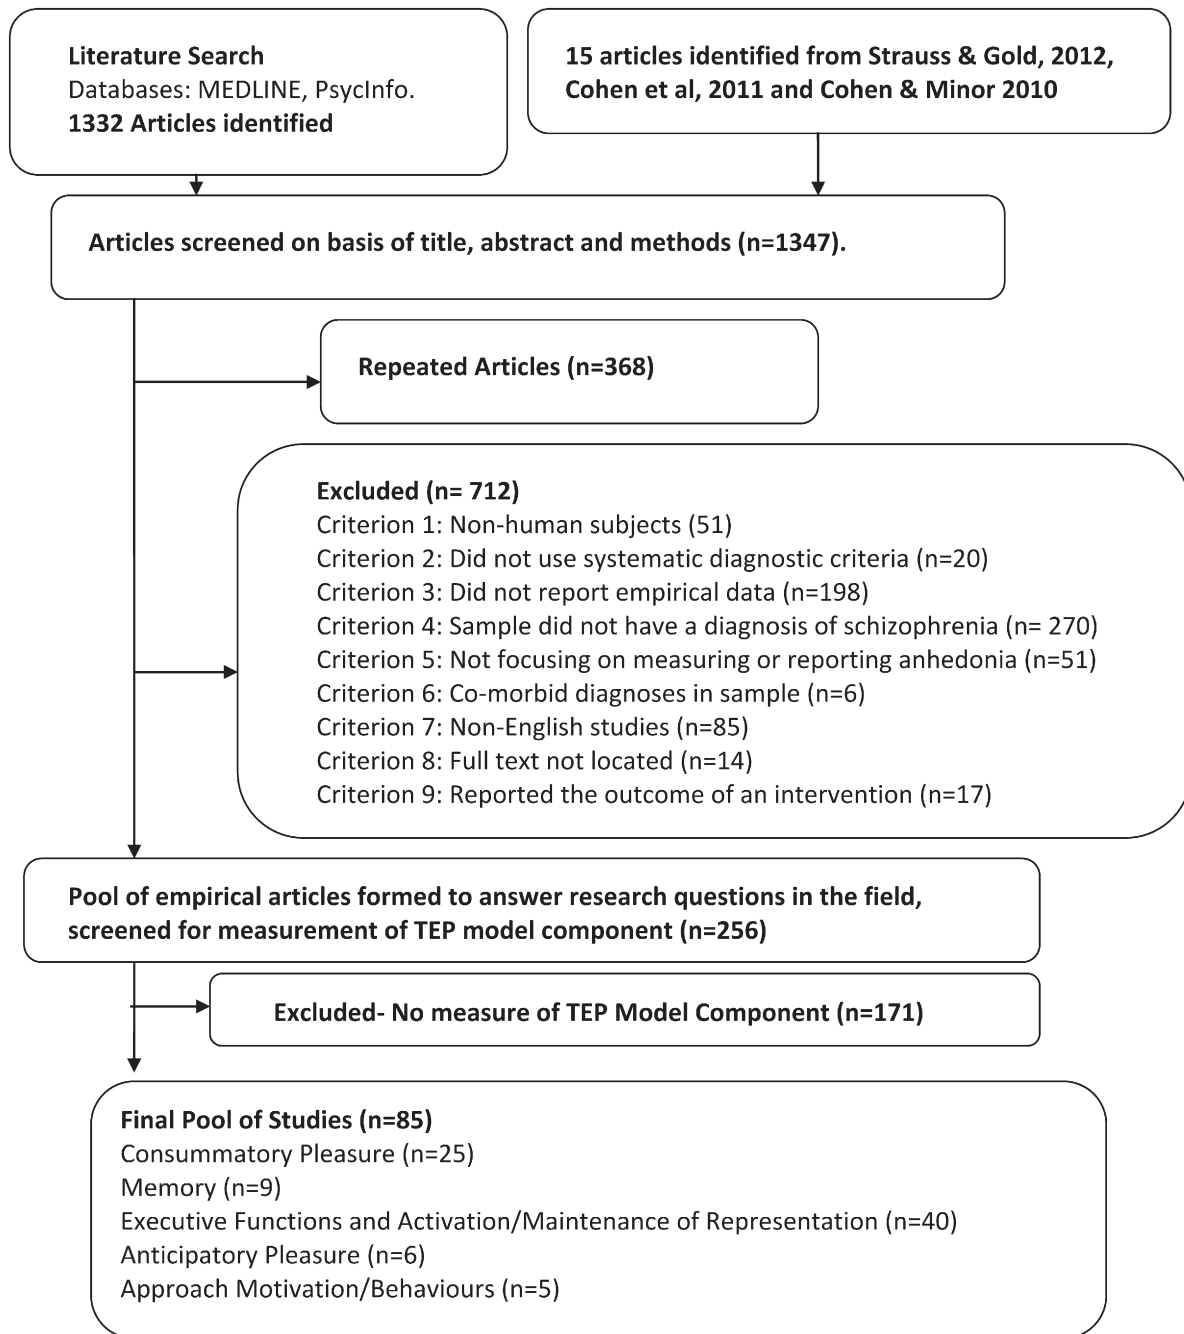 Literature Search
Databases: MEDLINE, PsycInfo.
1332 Articles identified
15 articles identified from Strauss & Gold, 2012,
Cohen et al, 2011 and Cohen & Minor 2010
Articles screened on basis of title, abstract and methods (n=1347).
Repeated Articles (n=368)
Excluded (n= 712)
Criterion 1: Non-human subjects (51)
Criterion 2: Did not use systematic diagnostic criteria (n=20)
Criterion 3: Did not report empirical data (n=198)
Criterion 4: Sample did not have a diagnosis of schizophrenia (n= 270)
Criterion 5: Not focusing on measuring or reporting anhedonia (n=51)
Criterion 6: Co-morbid diagnoses in sample (n=6)
Criterion 7: Non-English studies (n=85)
Criterion 8: Full text not located (n=14)
Criterion 9: Reported the outcome of an intervention (n=17)
Pool of empirical articles formed to answer research questions in the field,
screened for measurement of TEP model component (n=256)
Excluded- No measure of TEP Model Component (n=171)
Final Pool of Studies (n=85)
Consummatory Pleasure (n=25)
Memory (n=9)
Executive Functions and Activation/Maintenance of Representation (n=40)
Anticipatory Pleasure (n=6)
Approach Motivation/Behaviours (n=5)